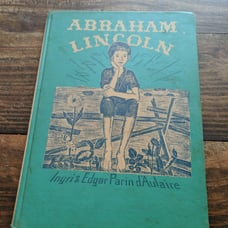 ABRAHAM
LINCOLN
Ingri & Edgar Parin d'Aulaire